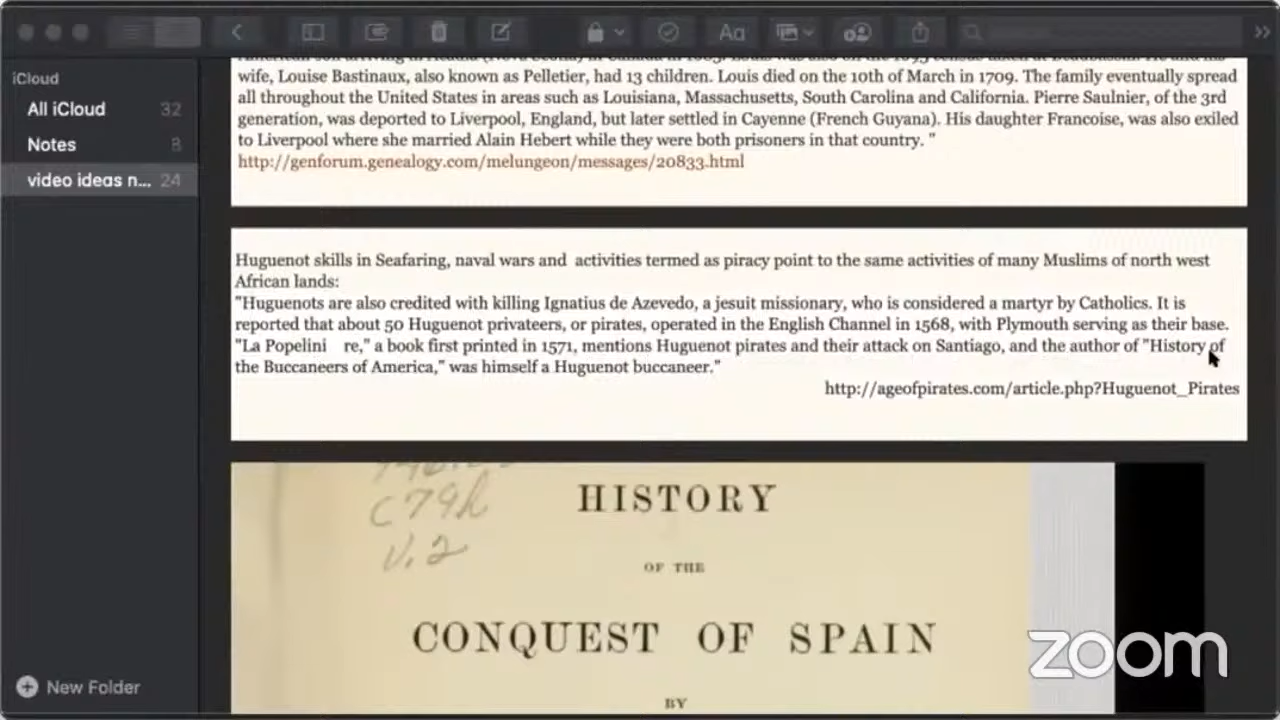 Aa
iCloud
All iCloud 32
Notes 8
video ideas n... 24
New Folder
wife, Louise Bastinaux, also known as Pelletier, had 13 children. Louis died on the 10th of March in 1709. The family eventually spread
all throughout the United States in areas such as Louisiana, Massachusetts, South Carolina and California. Pierre Saulnier, of the 3rd
generation, was deported to Liverpool, England, but later settled in Cayenne (French Guyana). His daughter Francoise, was also exiled
to Liverpool where she married Alain Hebert while they were both prisoners in that country. "
http://genforum.genealogy.com/melungeon/messages/20833.html
Huguenot skills in Seafaring, naval wars and activities termed as piracy point to the same activities of many Muslims of north west
African lands:
"Huguenots are also credited with killing Ignatius de Azevedo, a jesuit missionary, who is considered a martyr by Catholics. It is
reported that about 50 Huguenot privateers, or pirates, operated in the English Channel in 1568, with Plymouth serving as their base.
"La Popelini re," a book first printed in 1571, mentions Huguenot pirates and their attack on Santiago, and the author of "History of
the Buccaneers of America," was himself a Huguenot buccaneer."
http://ageofpirates.com/article.php?Huguenot_Pirates
C79h
V.2
HISTORY
OF THE
CONQUEST OF SPAIN
BY
zoom